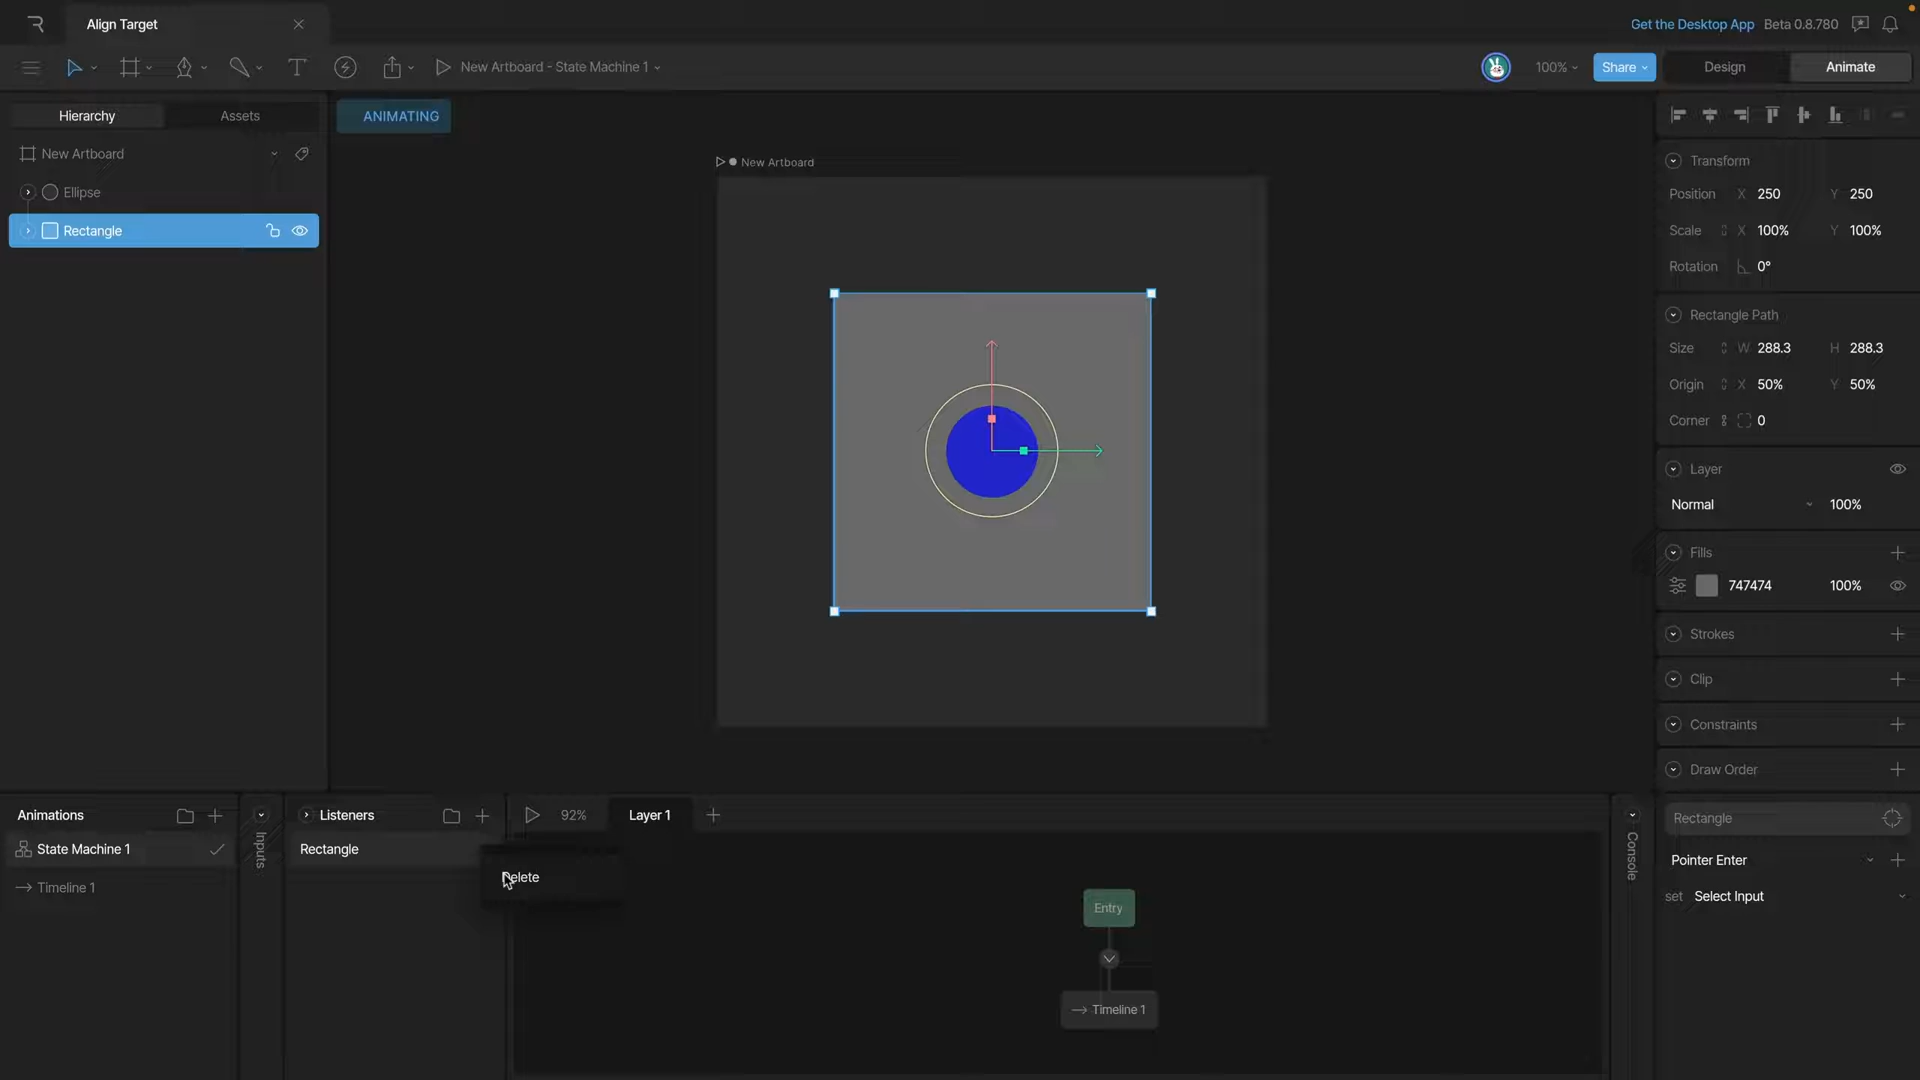 Align Target
Get the Desktop App Beta 0.8.780
New Artboard - State Machine 1
100% Share Design Animate
Hierarchy Assets
ANIMATING
New Artboard
Ellipse
Rectangle
New Artboard
Transform
Position X 250 Y 250
Scale X 100% Y 100%
Rotation 0°
Rectangle Path
Size W 288.3 H 288.3
Origin X 50% Y 50%
Corner 0
Layer
Normal 100%
Fills
747474 100%
Strokes
Clip
Constraints
Draw Order
Animations
State Machine 1
Timeline 1
Inputs
Listeners
Rectangle
Delete
92% Layer 1
Entry
Timeline 1
Console
Rectangle
Pointer Enter
set Select Input